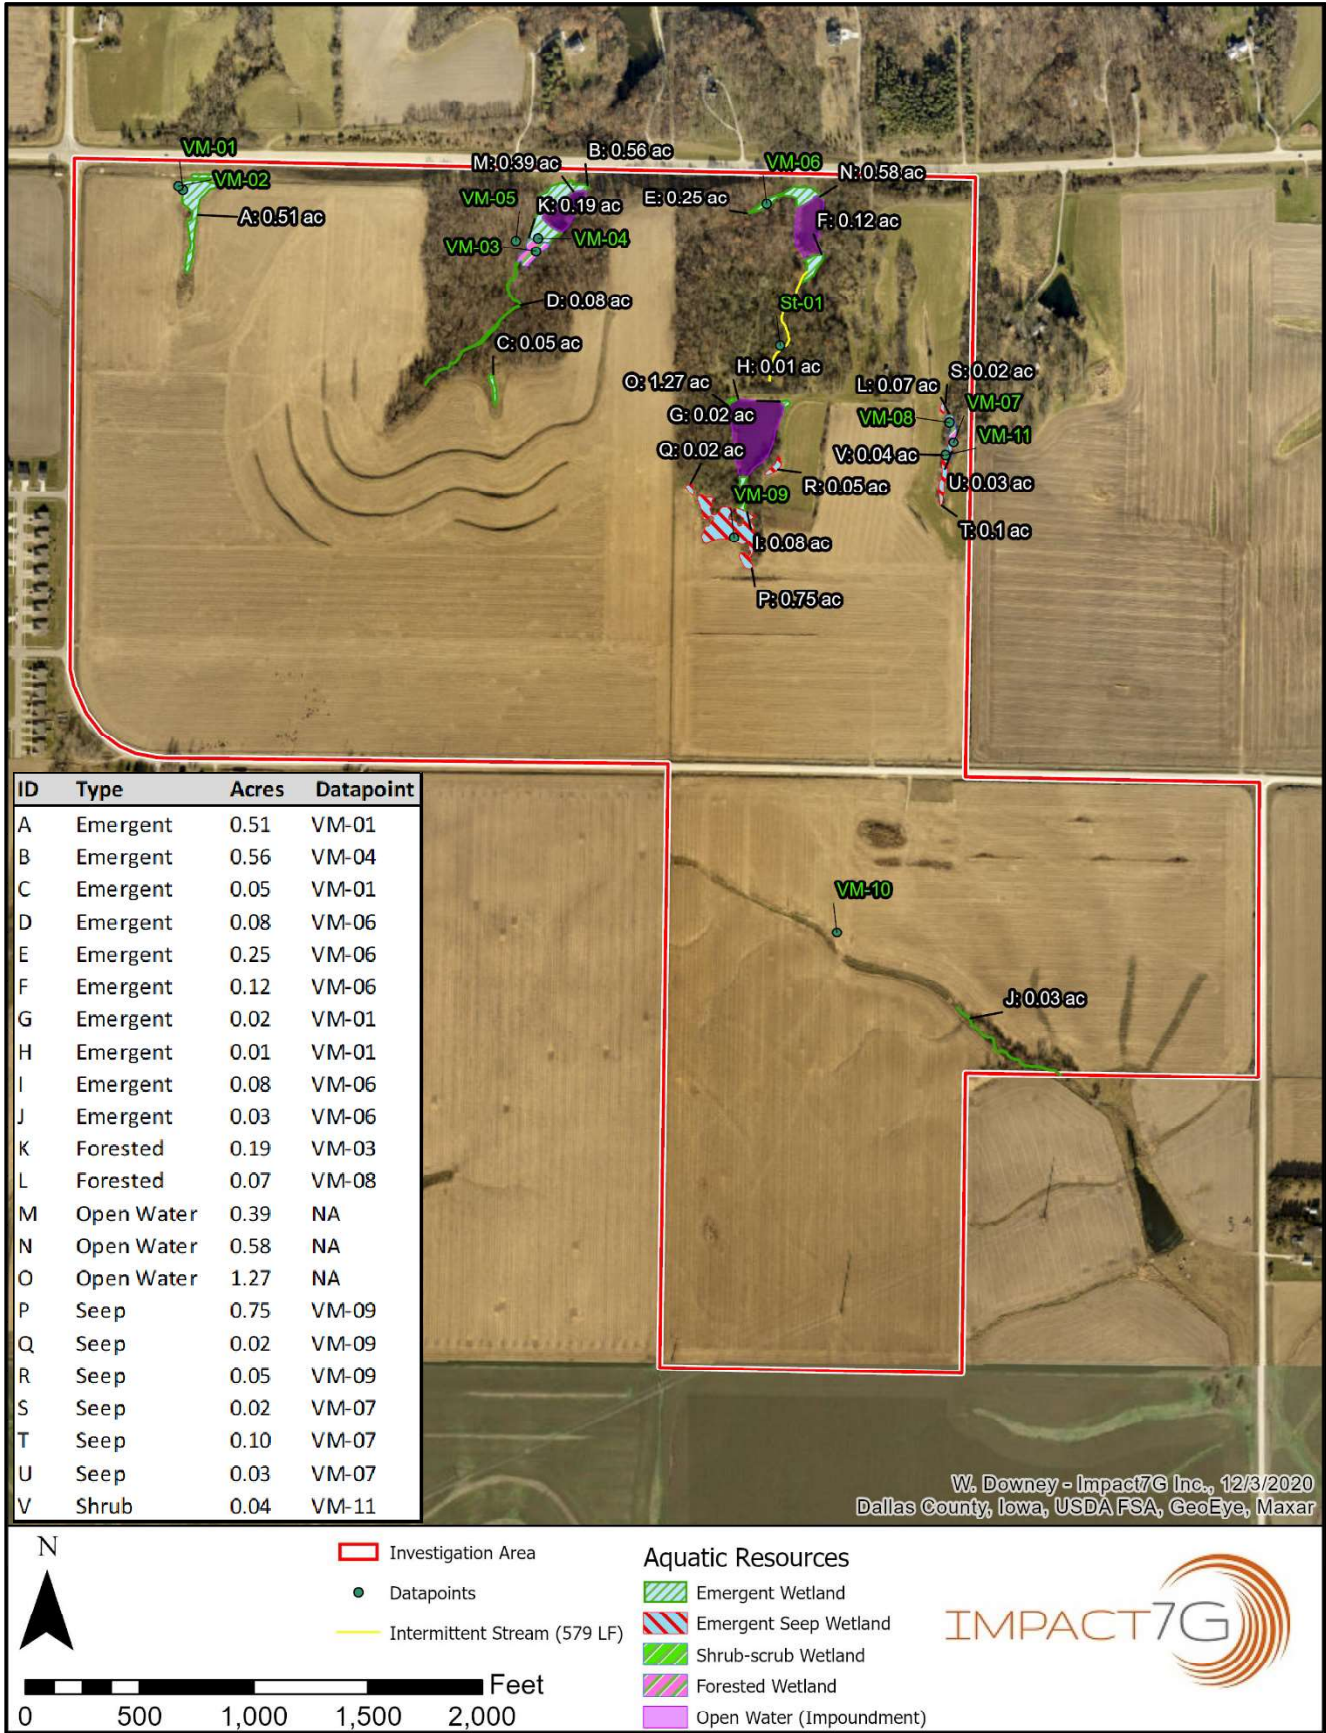 VM-01
VM-02
A: 0.51 ac
M: 0.39 ac
B: 0.56 ac
VM-05
K: 0.19 ac
VM-03
VM-04
D: 0.08 ac
C: 0.05 ac
VM-06
N: 0.58 ac
E: 0.25 ac
F: 0.12 ac
St-01
H: 0.01 ac
O: 1.27 ac
G: 0.02 ac
Q: 0.02 ac
VM-09
R: 0.05 ac
I: 0.08 ac
P: 0.75 ac
L: 0.07 ac
S: 0.02 ac
VM-08
VM-07
VM-11
V: 0.04 ac
U: 0.03 ac
T: 0.1 ac
VM-10
J: 0.03 ac
ID Type Acres Datapoint
A Emergent 0.51 VM-01
B Emergent 0.56 VM-04
C Emergent 0.05 VM-01
D Emergent 0.08 VM-06
E Emergent 0.25 VM-06
F Emergent 0.12 VM-06
G Emergent 0.02 VM-01
H Emergent 0.01 VM-01
I Emergent 0.08 VM-06
J Emergent 0.03 VM-06
K Forested 0.19 VM-03
L Forested 0.07 VM-08
M Open Water 0.39 NA
N Open Water 0.58 NA
O Open Water 1.27 NA
P Seep 0.75 VM-09
Q Seep 0.02 VM-09
R Seep 0.05 VM-09
S Seep 0.02 VM-07
T Seep 0.10 VM-07
U Seep 0.03 VM-07
V Shrub 0.04 VM-11
W. Downey - Impact7G Inc., 12/3/2020
Dallas County, Iowa, USDA FSA, GeoEye, Maxar
N
Feet
0 500 1,000 1,500 2,000
Investigation Area
Datapoints
Intermittent Stream (579 LF)
Aquatic Resources
Emergent Wetland
Emergent Seep Wetland
Shrub-scrub Wetland
Forested Wetland
Open Water (Impoundment)
IMPACT7G